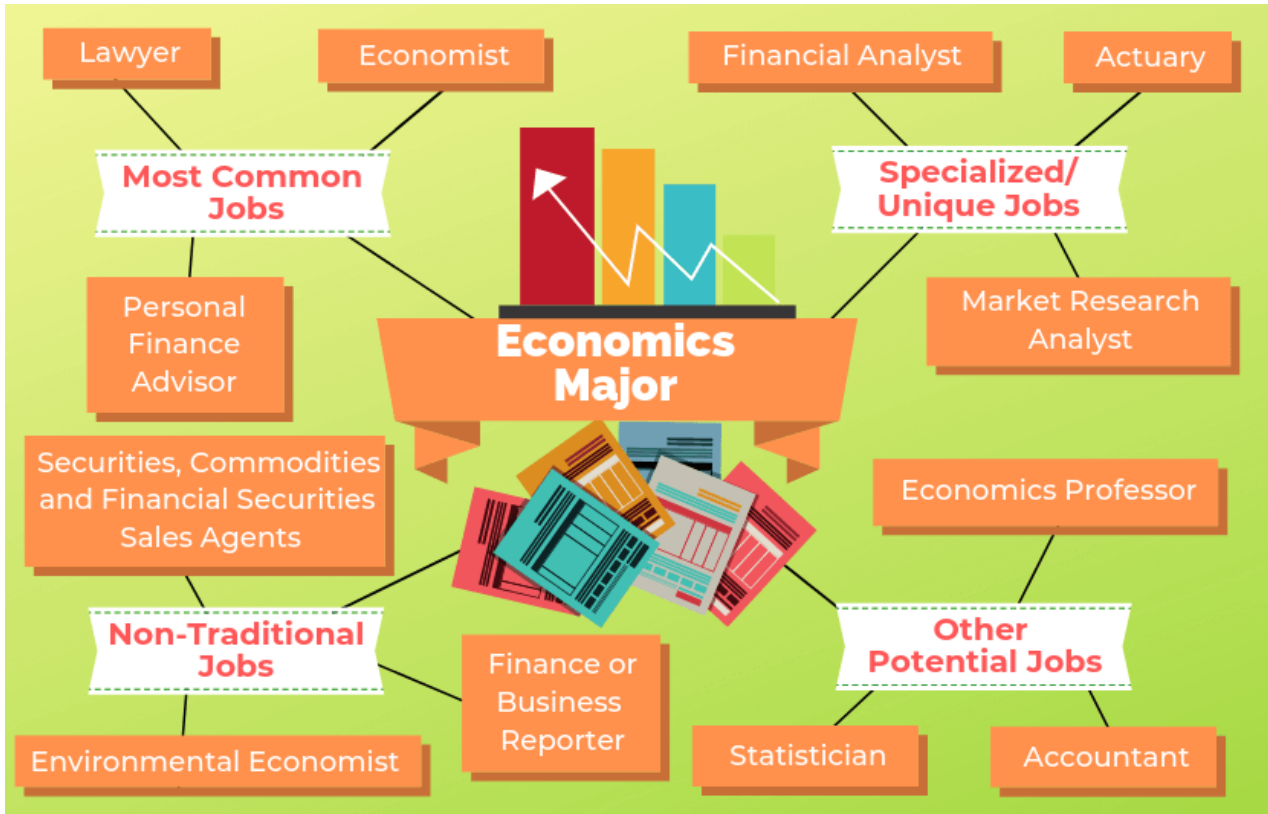 Lawyer
Economist
Most Common
Jobs
Personal
Finance
Advisor
Financial Analyst
Actuary
Specialized/
Unique Jobs
Market Research
Analyst
Economics
Major
Securities, Commodities
and Financial Securities
Sales Agents
Non-Traditional
Jobs
Environmental Economist
Finance or
Business
Reporter
Economics Professor
Other
Potential Jobs
Statistician
Accountant